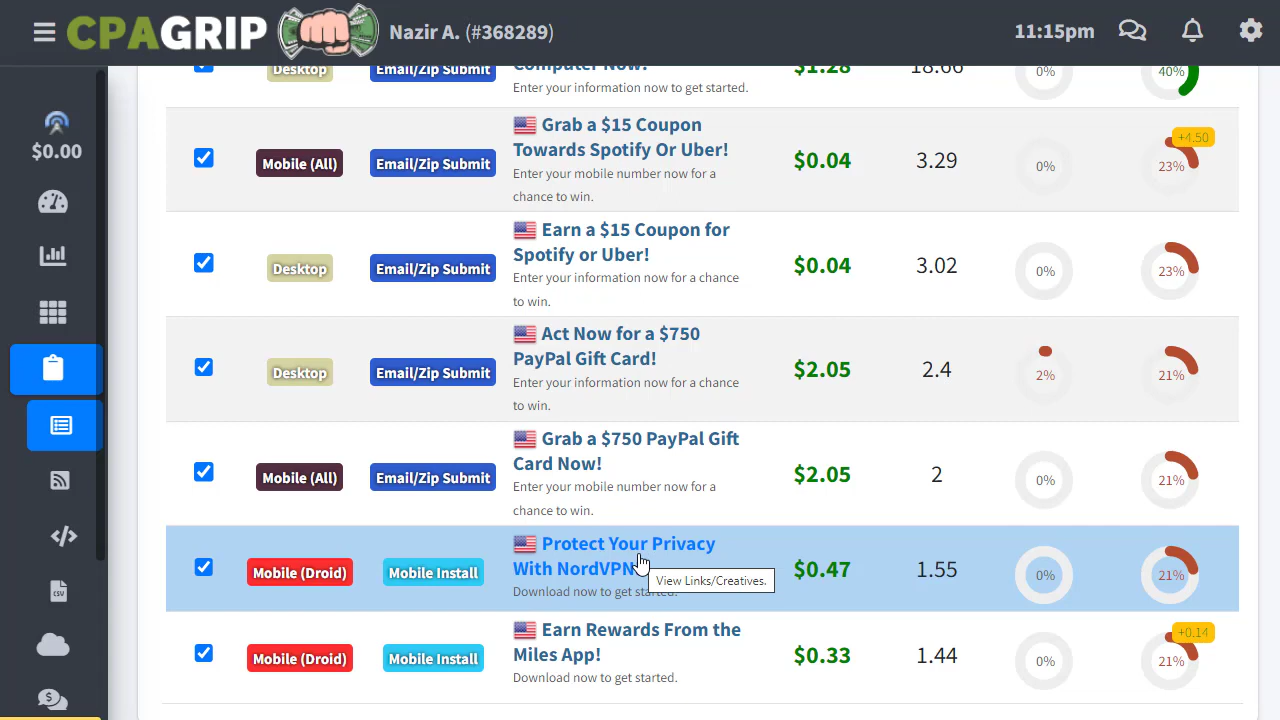 CPAGRIP Nazir A. (#368289) 11:15pm
$0.00
Desktop Email/Zip Submit Computer Now! $1.28 18.66 0% 40%
Enter your information now to get started.
Mobile (All) Email/Zip Submit Grab a $15 Coupon
Towards Spotify Or Uber! $0.04 3.29 0% 23% +4.50
Enter your mobile number now for a
chance to win.
Desktop Email/Zip Submit Earn a $15 Coupon for
Spotify or Uber! $0.04 3.02 0% 23%
Enter your information now for a chance
to win.
Desktop Email/Zip Submit Act Now for a $750
PayPal Gift Card! $2.05 2.4 2% 21%
Enter your information now for a chance
to win.
Mobile (All) Email/Zip Submit Grab a $750 PayPal Gift
Card Now! $2.05 2 0% 21%
Enter your mobile number now for a
chance to win.
Mobile (Droid) Mobile Install Protect Your Privacy
With NordVPN $0.47 1.55 0% 21%
View Links/Creatives.
Download now to get started.
Mobile (Droid) Mobile Install Earn Rewards From the
Miles App! $0.33 1.44 0% 21% +0.14
Download now to get started.
CSV